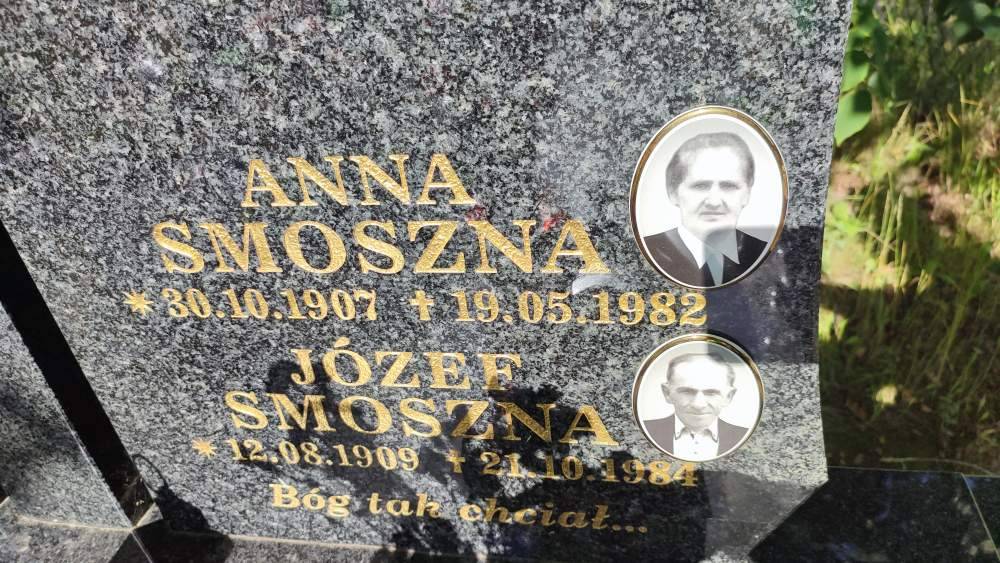 ANNA
SMOSZNA
* 30.10.1907 ✝ 19.05.1982
JÓZEF
SMOSZNA
* 12.08.1909 ✝ 21.10.1984
Bóg tak chciał...